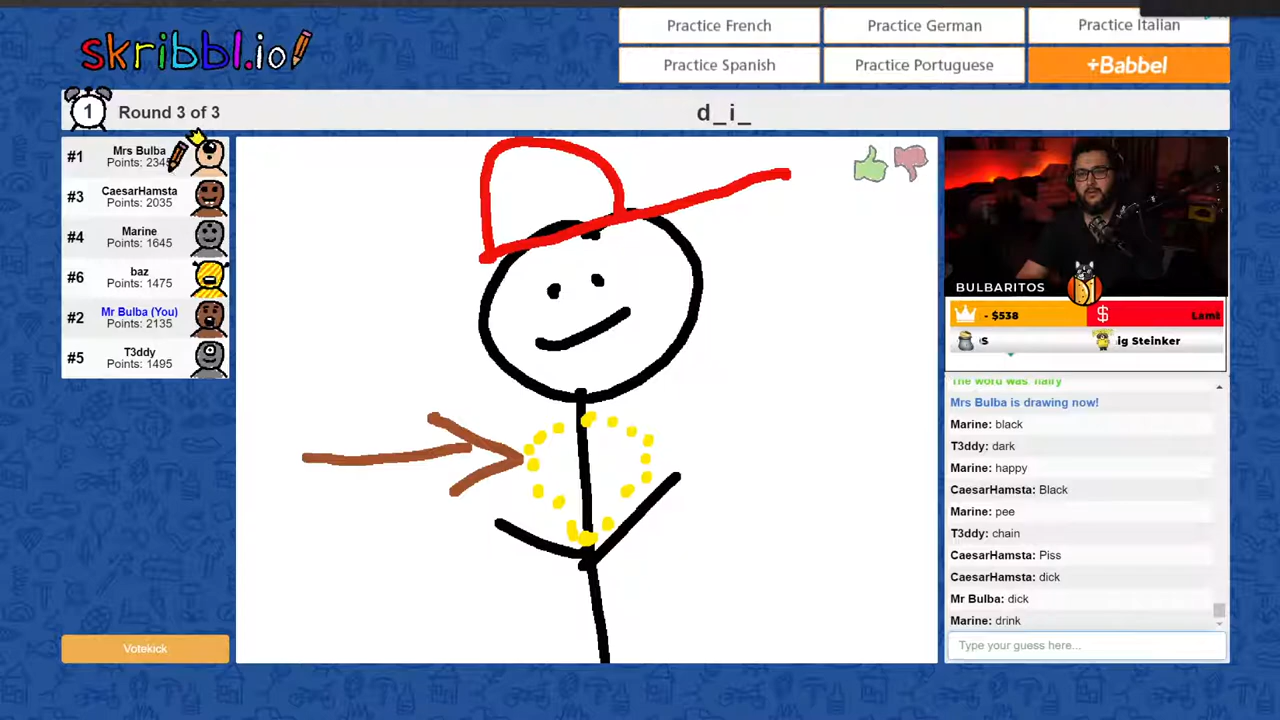 Practice French
Practice German
Practice Italian
Practice Spanish
Practice Portuguese
+Babbel
skribbl.io
1
Round 3 of 3
d_i_
#1
Mrs Bulba
Points: 2345
#3
CaesarHamsta
Points: 2035
#4
Marine
Points: 1645
#6
baz
Points: 1475
#2
Mr Bulba (You)
Points: 2135
#5
T3ddy
Points: 1495
Votekick
BULBARITOS
- $538
$
Lamb
S
ig Steinker
The word was
Mrs Bulba is drawing now!
Marine: black
T3ddy: dark
Marine: happy
CaesarHamsta: Black
Marine: pee
T3ddy: chain
CaesarHamsta: Piss
CaesarHamsta: dick
Mr Bulba: dick
Marine: drink
Type your guess here...